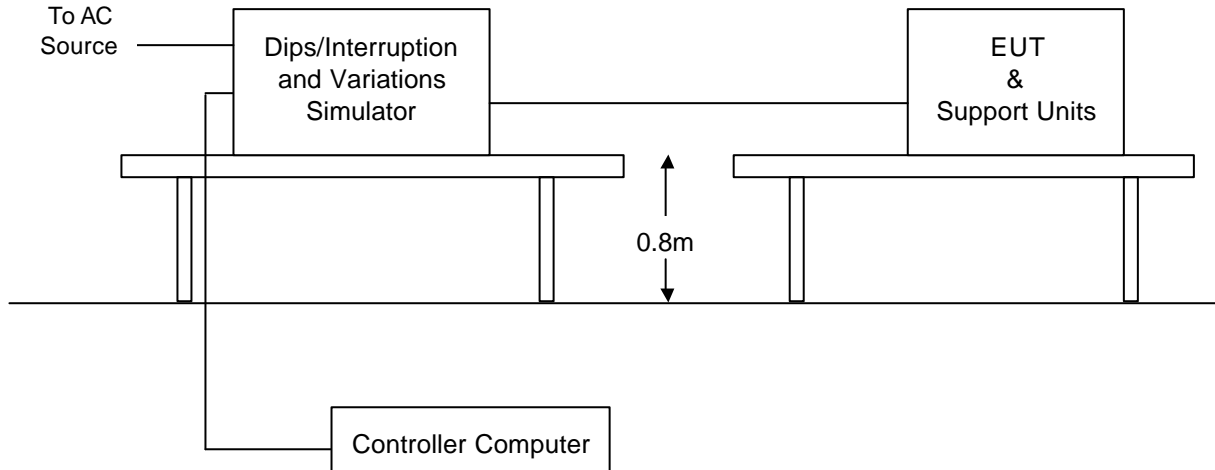 To AC
Source
Dips/Interruption
and Variations
Simulator
EUT
&
Support Units
0.8m
Controller Computer